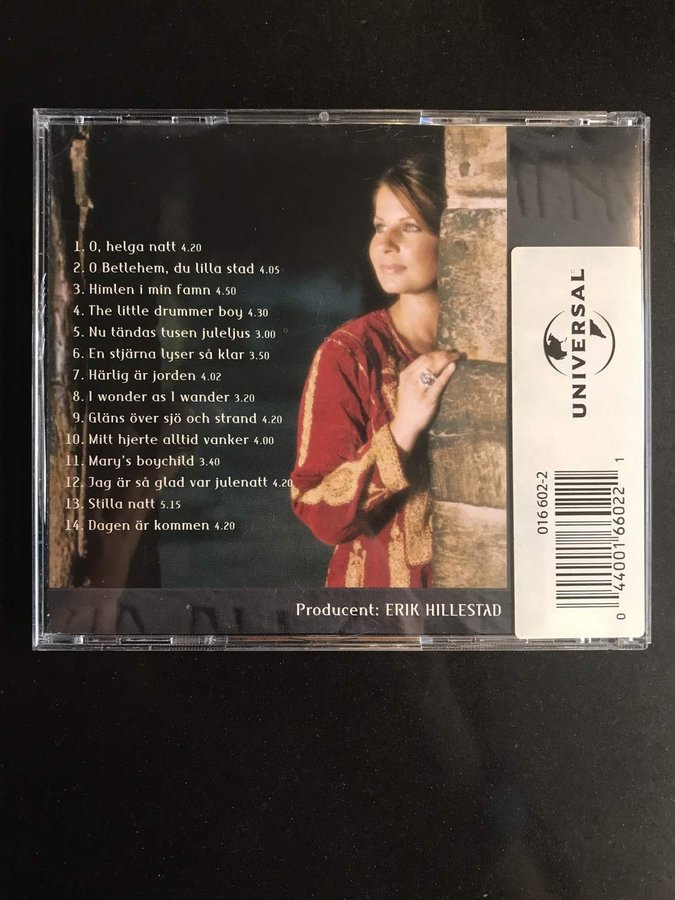 1. O, helga natt 4.20
2. O Betlehem, du lilla stad 4.05
3. Himlen i min famn 4.50
4. The little drummer boy 4.30
5. Nu tändas tusen juleljus 3.00
6. En stjärna lyser så klar 3.50
7. Härlig är jorden 4.02
8. I wonder as I wander 3.20
9. Gläns över sjö och strand 4.20
10. Mitt hjerte alltid vanker 4.00
11. Mary's boychild 3.40
12. Jag är så glad var julenatt 4.20
13. Stilla natt 5.15
14. Dagen är kommen 4.20
Producent: ERIK HILLESTAD
UNIVERSAL
016 602-2
0 44001 66022 1